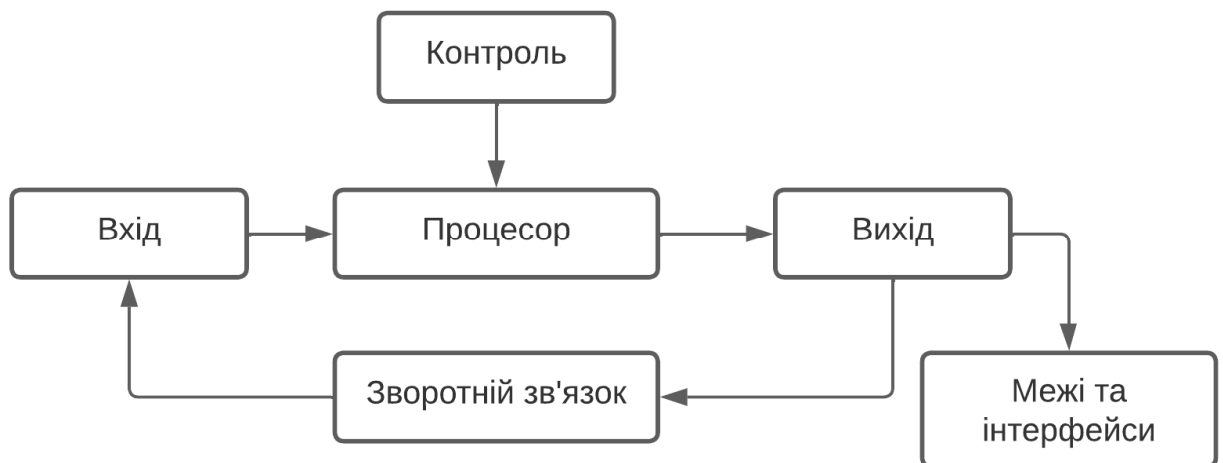 Контроль
Вхід
Процесор
Вихід
Зворотній зв'язок
Межі та
інтерфейси